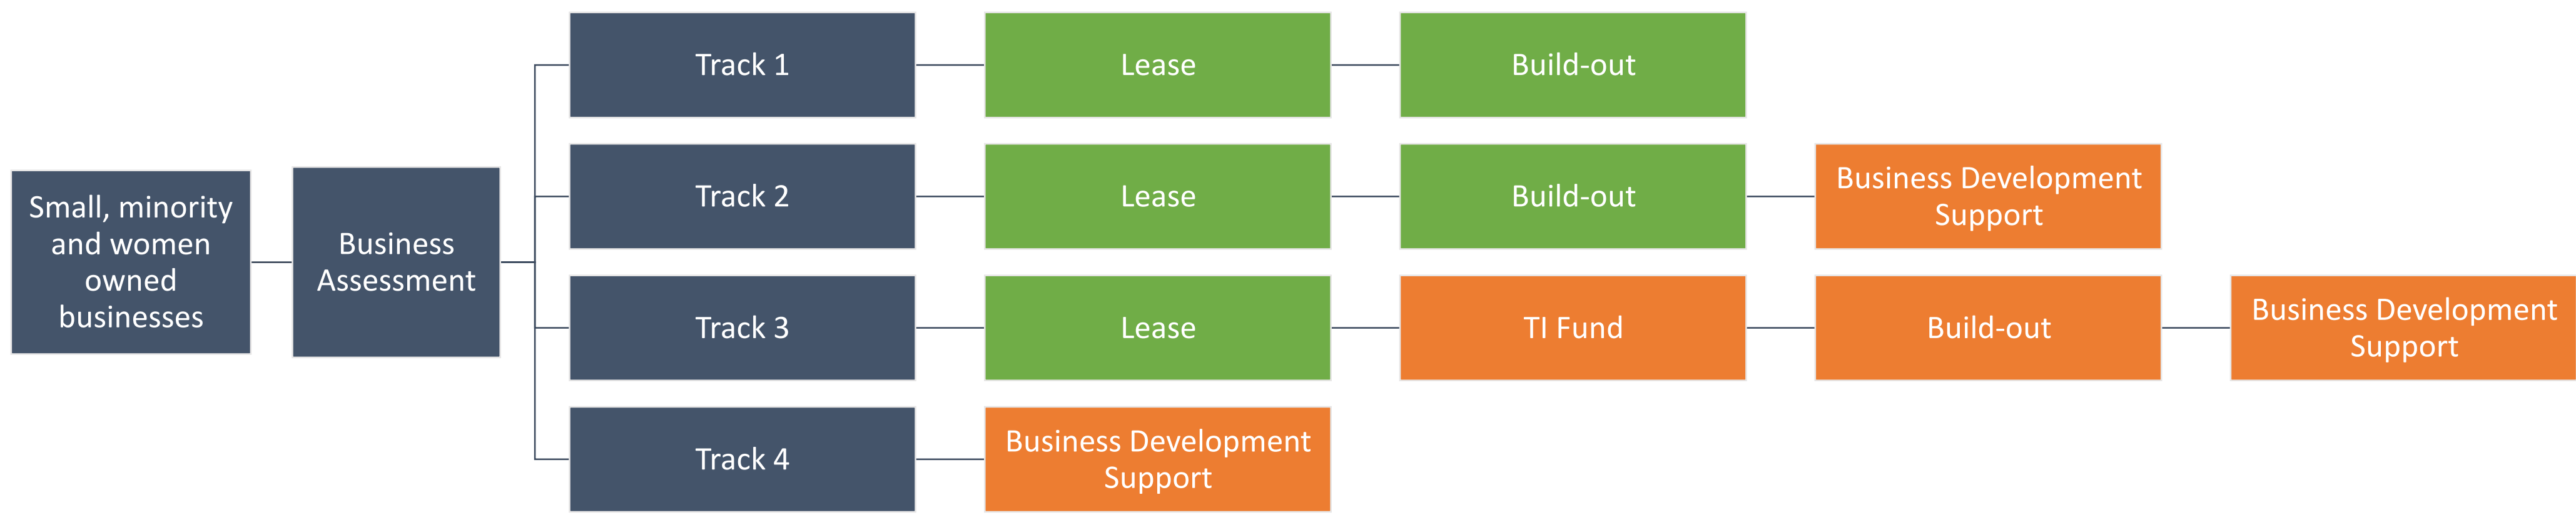 Small, minority
and women
owned
businesses
Business
Assessment
Track 1
Lease
Build-out
Track 2
Lease
Build-out
Business Development
Support
Track 3
Lease
TI Fund
Build-out
Business Development
Support
Track 4
Business Development
Support